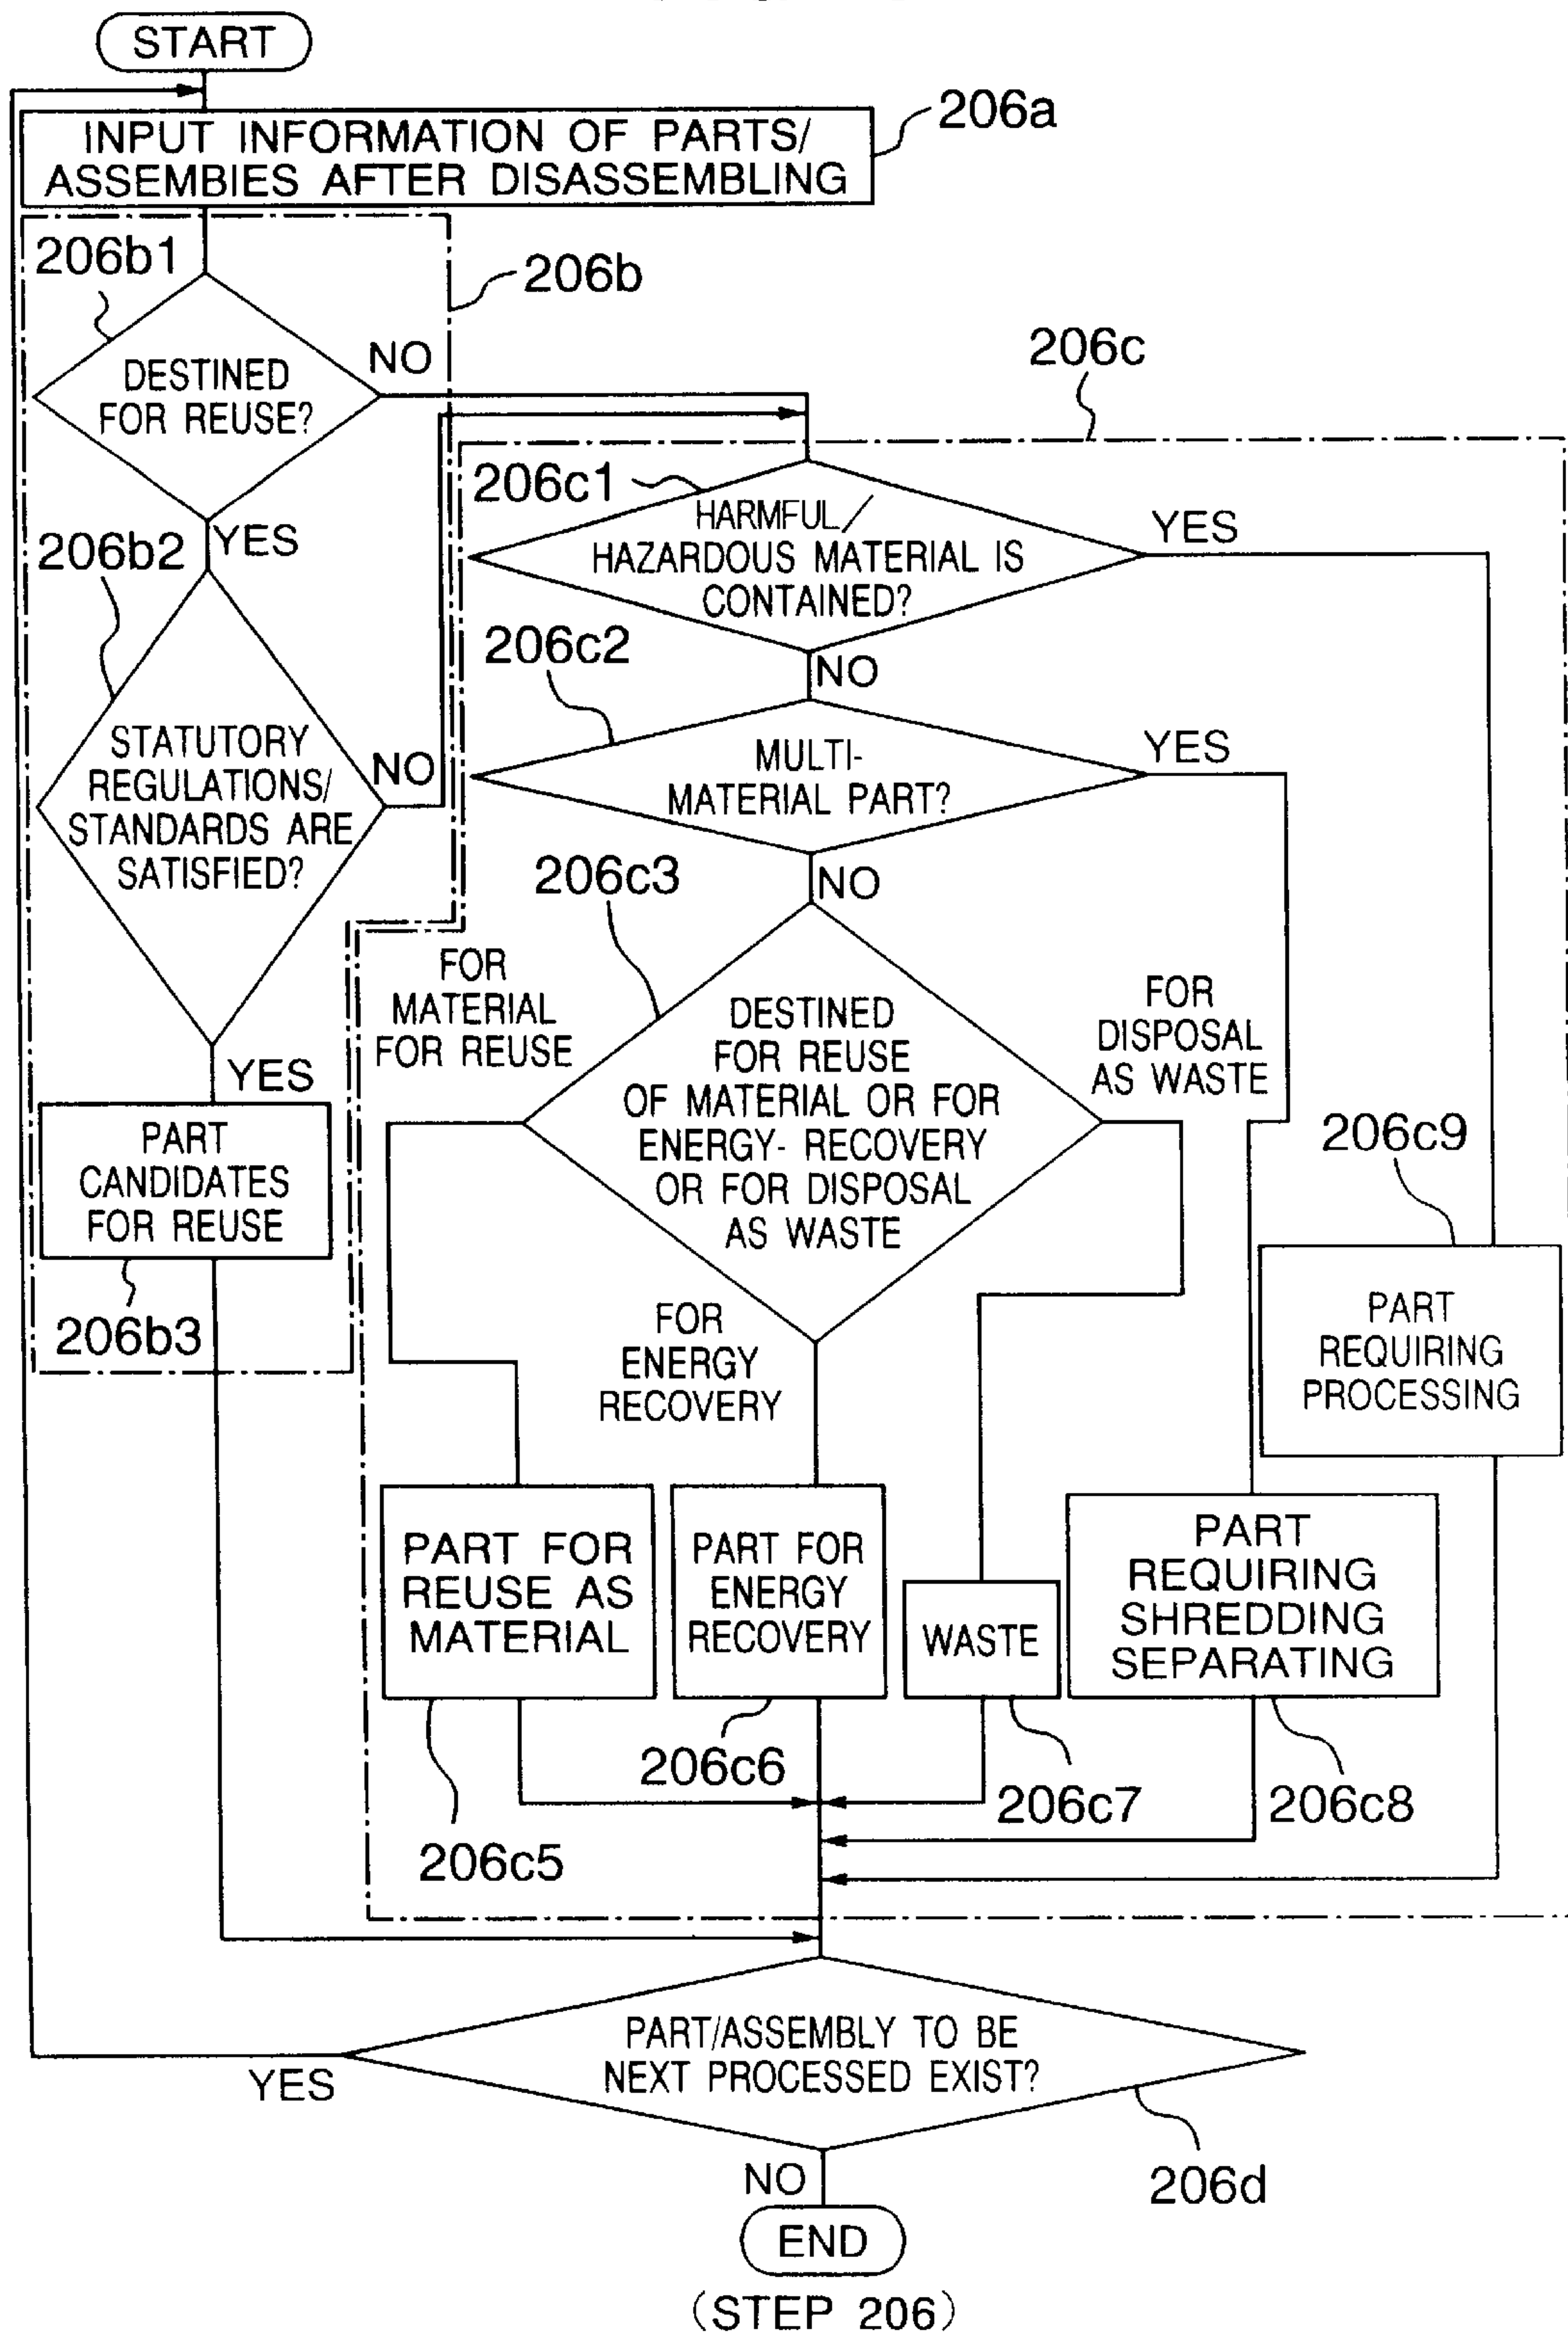 START
206a
INPUT INFORMATION OF PARTS/
ASSEMBIES AFTER DISASSEMBLING
206b1
206b
DESTINED
FOR REUSE?
NO
YES
206c
206c1
HARMFUL/
HAZARDOUS MATERIAL IS
CONTAINED?
YES
NO
206b2
STATUTORY
REGULATIONS/
STANDARDS ARE
SATISFIED?
NO
YES
206c2
MULTI-
MATERIAL PART?
YES
NO
206c3
FOR
MATERIAL
FOR REUSE
DESTINED
FOR REUSE
OF MATERIAL OR FOR
ENERGY- RECOVERY
OR FOR DISPOSAL
AS WASTE
FOR
DISPOSAL
AS WASTE
PART
CANDIDATES
FOR REUSE
206b3
206c9
PART
REQUIRING
PROCESSING
FOR
ENERGY
RECOVERY
PART FOR
REUSE AS
MATERIAL
PART FOR
ENERGY
RECOVERY
WASTE
PART
REQUIRING
SHREDDING
SEPARATING
206c5
206c6
206c7
206c8
PART/ASSEMBLY TO BE
NEXT PROCESSED EXIST?
YES
206d
NO
END
(STEP 206)